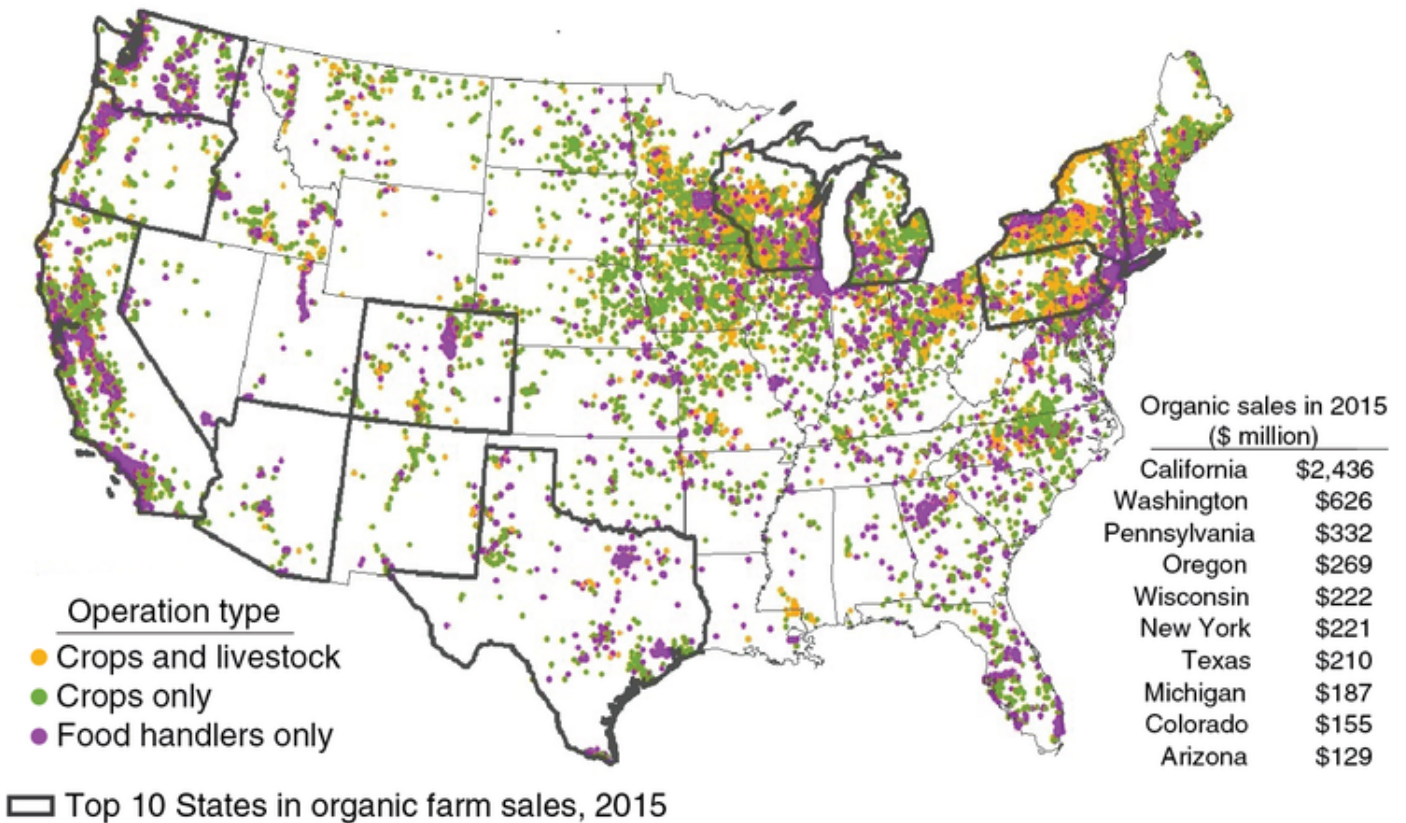 Organic sales in 2015
($ million)
California $2,436
Washington $626
Pennsylvania $332
Oregon $269
Wisconsin $222
New York $221
Texas $210
Michigan $187
Colorado $155
Arizona $129
Operation type
Crops and livestock
Crops only
Food handlers only
Top 10 States in organic farm sales, 2015